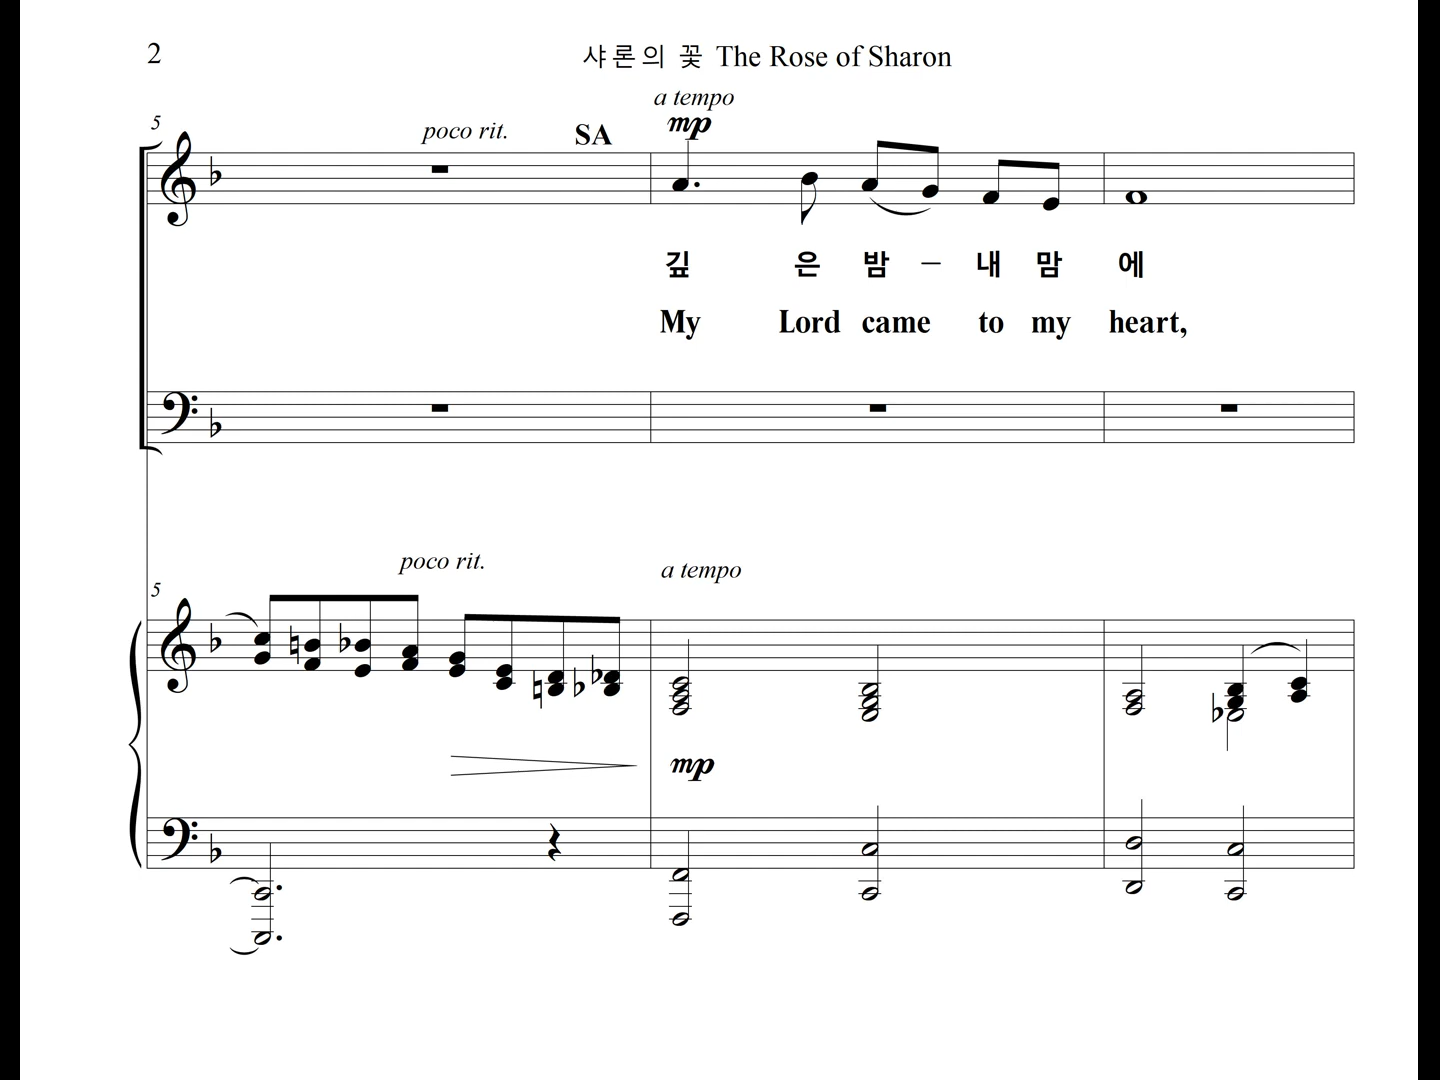 2
샤론의 꽃 The Rose of Sharon
a tempo
5
poco rit.
SA
mp
깊 은 밤 – 내 맘 에
My Lord came to my heart,
poco rit.
a tempo
5
mp